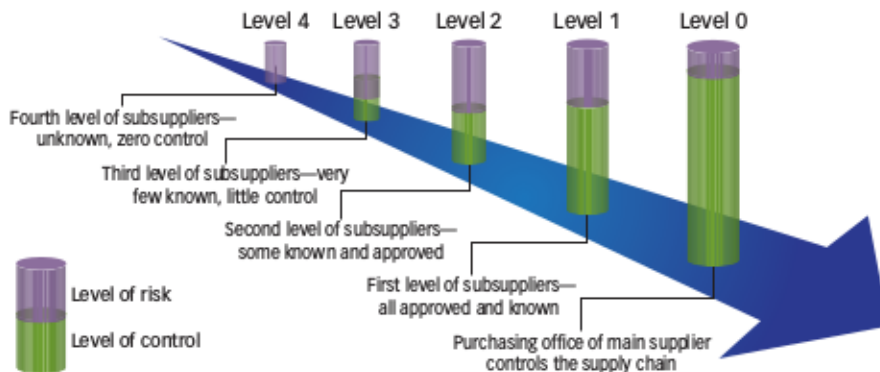 Level 4
Level 3
Level 2
Level 1
Level 0
Fourth level of subsuppliers—
unknown, zero control
Third level of subsuppliers—very
few known, little control
Second level of subsuppliers—
some known and approved
First level of subsuppliers—
all approved and known
Purchasing office of main supplier
controls the supply chain
Level of risk
Level of control